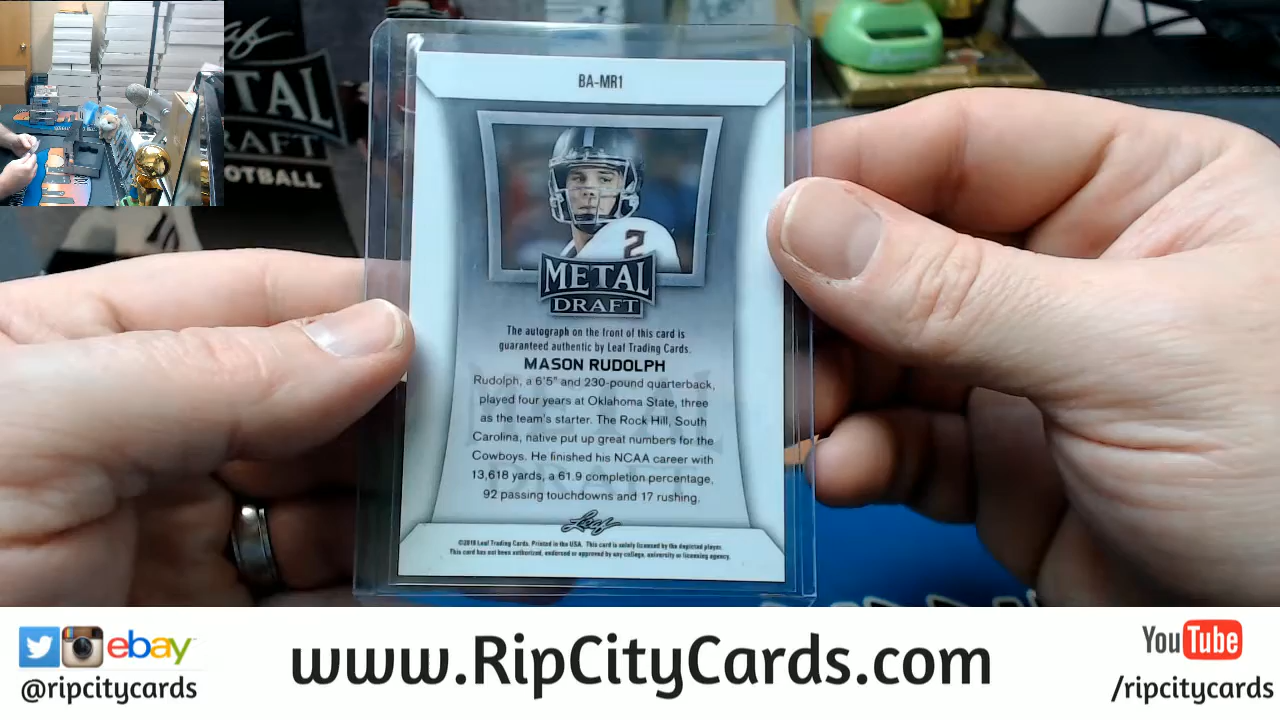 Leaf
METAL
DRAFT
FOOTBALL
BA-MR1
2
METAL
DRAFT
The autograph on the front of this card is
guaranteed authentic by Leaf Trading Cards.
MASON RUDOLPH
Rudolph, a 6'5" and 230-pound quarterback,
played four years at Oklahoma State, three
as the team's starter. The Rock Hill, South
Carolina, native put up great numbers for the
Cowboys. He finished his NCAA career with
13,618 yards, a 61.9 completion percentage,
92 passing touchdowns and 17 rushing.
Leaf
©2018 Leaf Trading Cards. Printed in the USA. This card is solely licensed by the depicted player.
This card has not been authorized, endorsed or approved by any college, university or licensing agency.
ebay
@ripcitycards
www.RipCityCards.com
YouTube
/ripcitycards